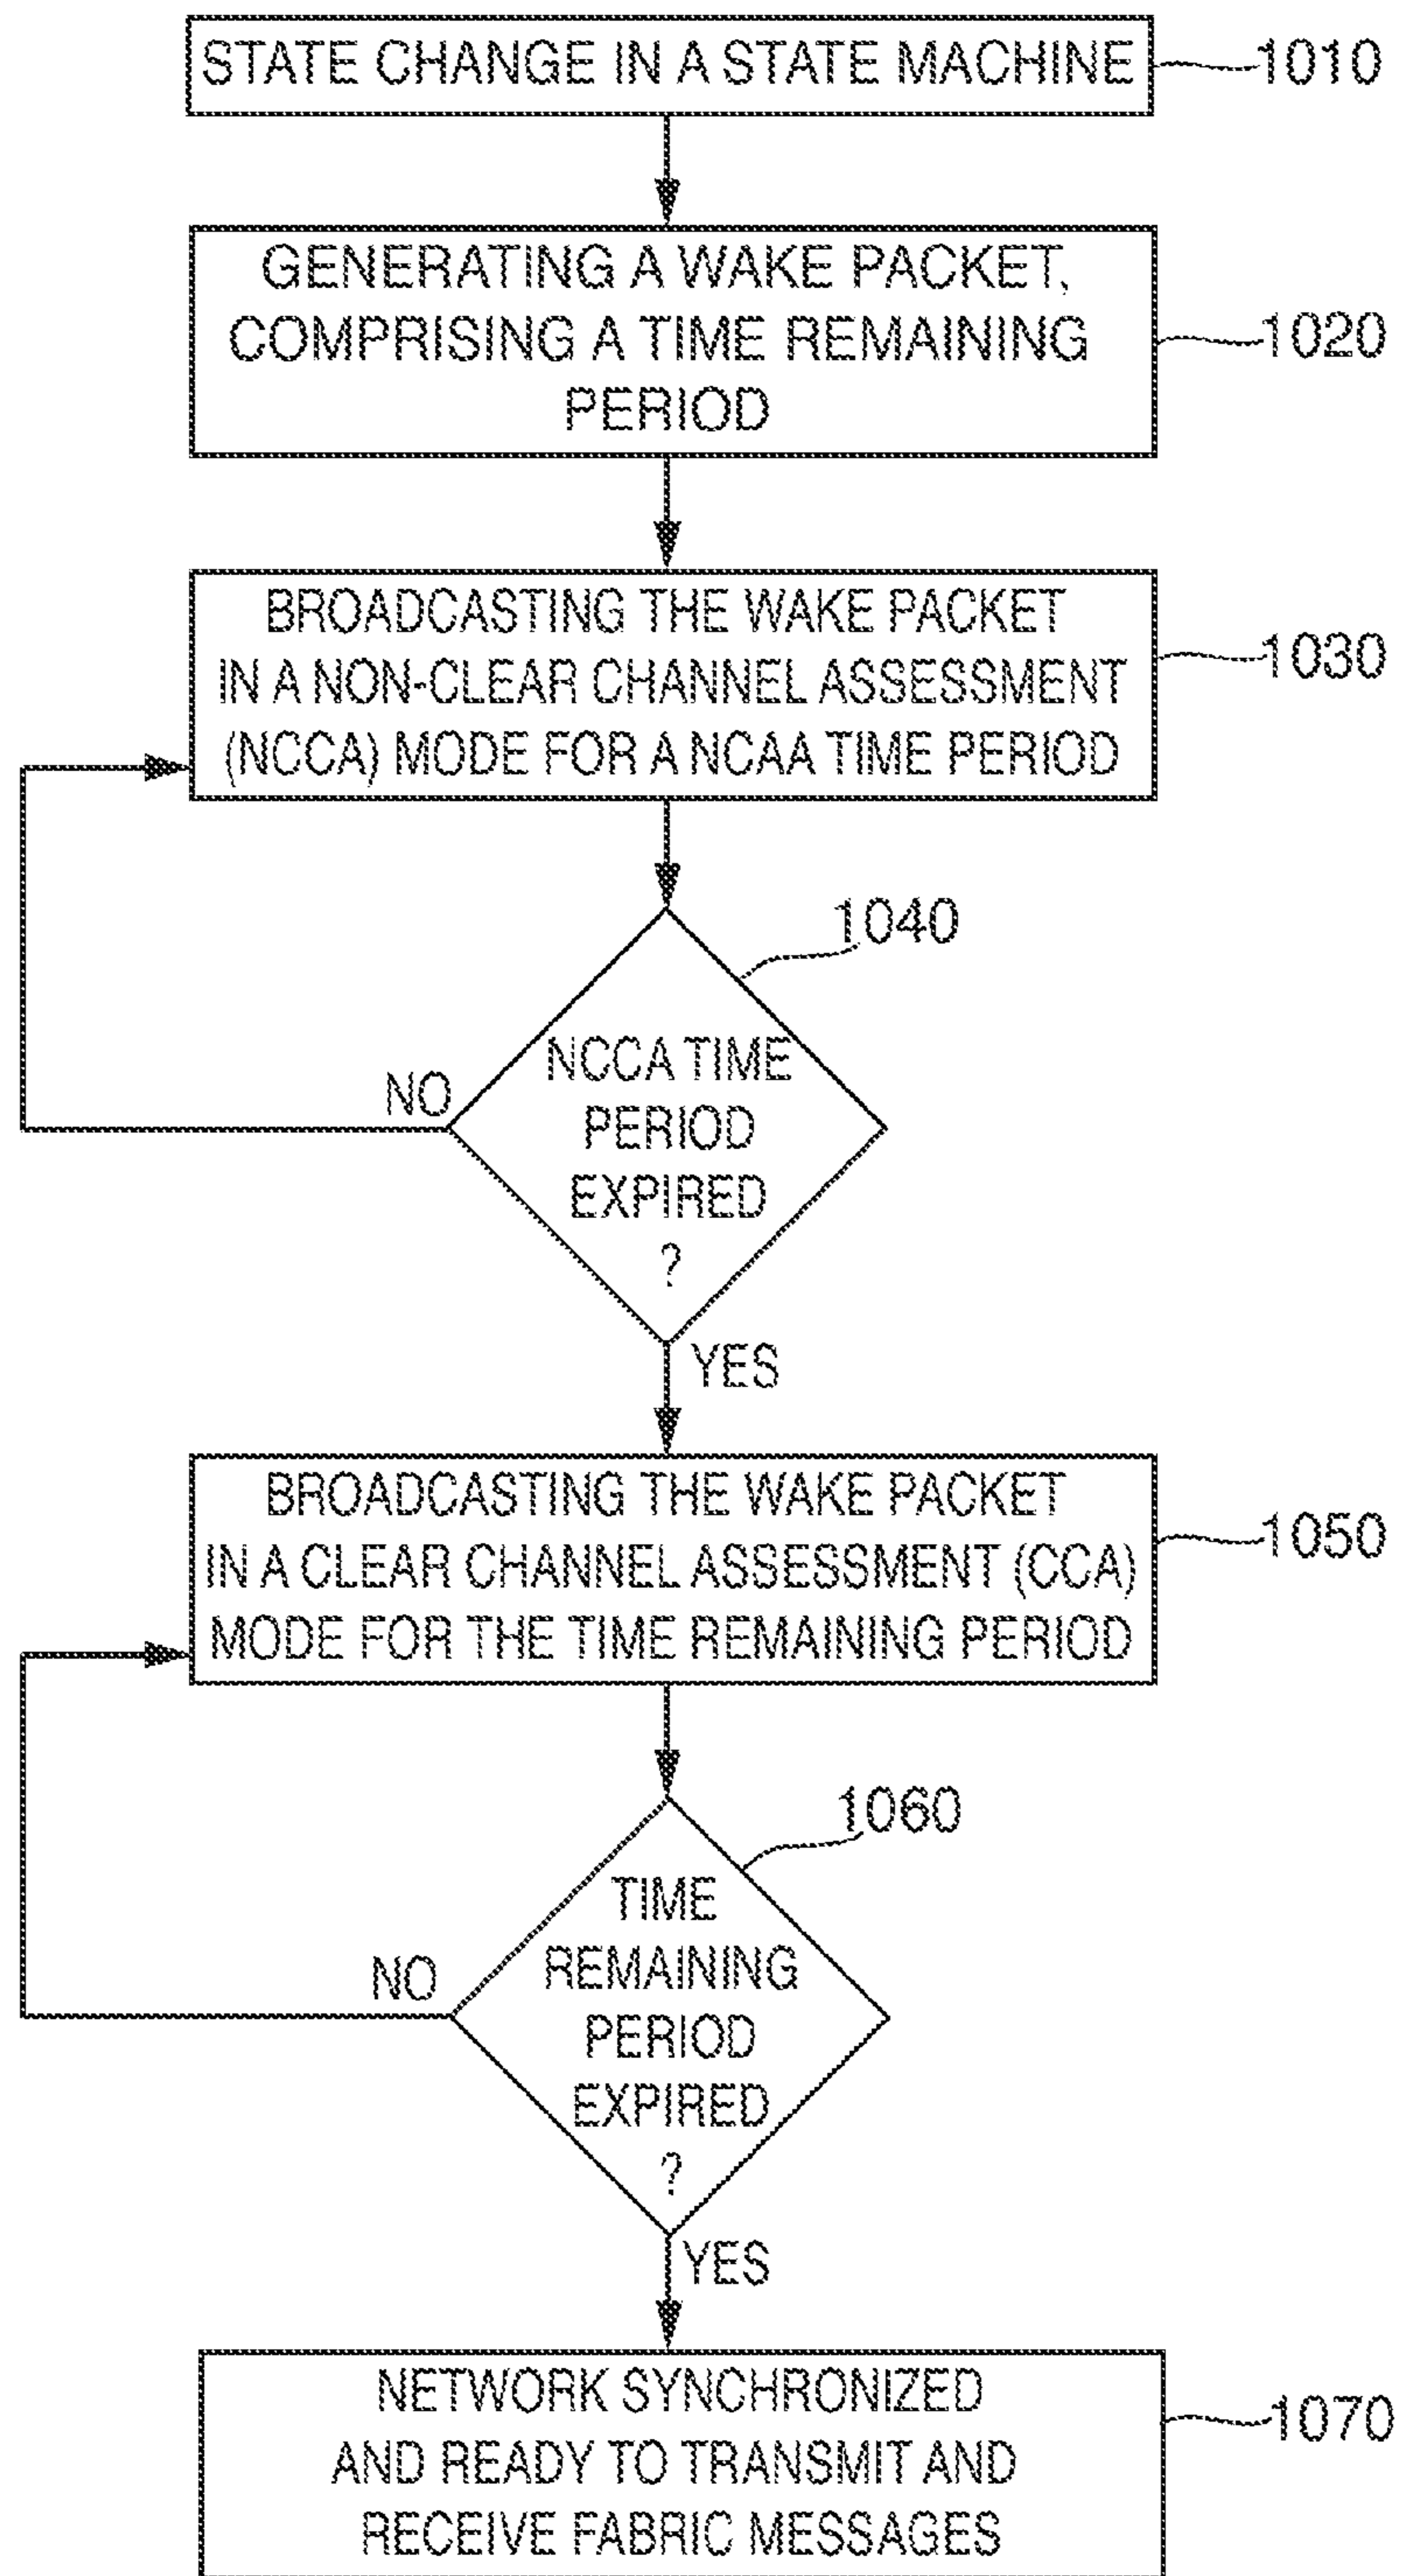 STATE CHANGE IN A STATE MACHINE
1010
GENERATING A WAKE PACKET,
COMPRISING A TIME REMAINING
PERIOD
1020
BROADCASTING THE WAKE PACKET
IN A NON-CLEAR CHANNEL ASSESSMENT
(NCCA) MODE FOR A NCAA TIME PERIOD
1030
1040
NCCA TIME
PERIOD
EXPIRED
?
NO
YES
BROADCASTING THE WAKE PACKET
IN A CLEAR CHANNEL ASSESSMENT (CCA)
MODE FOR THE TIME REMAINING PERIOD
1050
1060
TIME
REMAINING
PERIOD
EXPIRED
?
NO
YES
NETWORK SYNCHRONIZED
AND READY TO TRANSMIT AND
RECEIVE FABRIC MESSAGES
1070